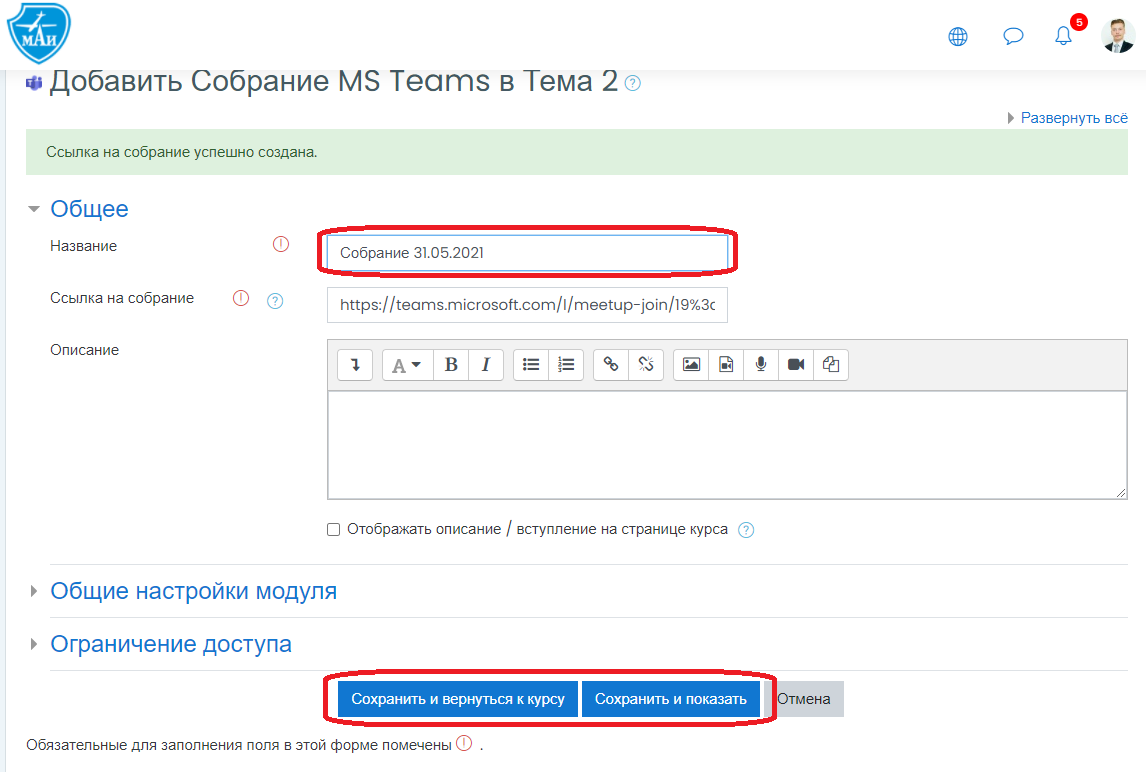 МАИ
5
Добавить Собрание MS Teams в Тема 2
Развернуть всё
Ссылка на собрание успешно создана.
Общее
Название
Собрание 31.05.2021
Ссылка на собрание
https://teams.microsoft.com/l/meetup-join/19%3c
Описание
A B I
Отображать описание / вступление на странице курса
Общие настройки модуля
Ограничение доступа
Сохранить и вернуться к курсу Сохранить и показать Отмена
Обязательные для заполнения поля в этой форме помечены .